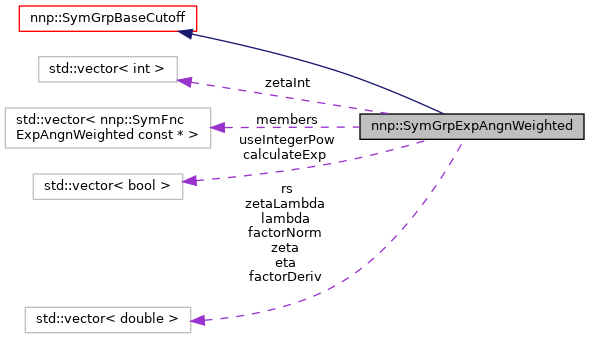 nnp::SymGrpBaseCutoff
std::vector< int >
zetaInt
nnp::SymGrpExpAngnWeighted
std::vector< nnp::SymFnc
ExpAngnWeighted const * >
members
useIntegerPow
calculateExp
std::vector< bool >
rs
zetaLambda
lambda
factorNorm
zeta
eta
factorDeriv
std::vector< double >